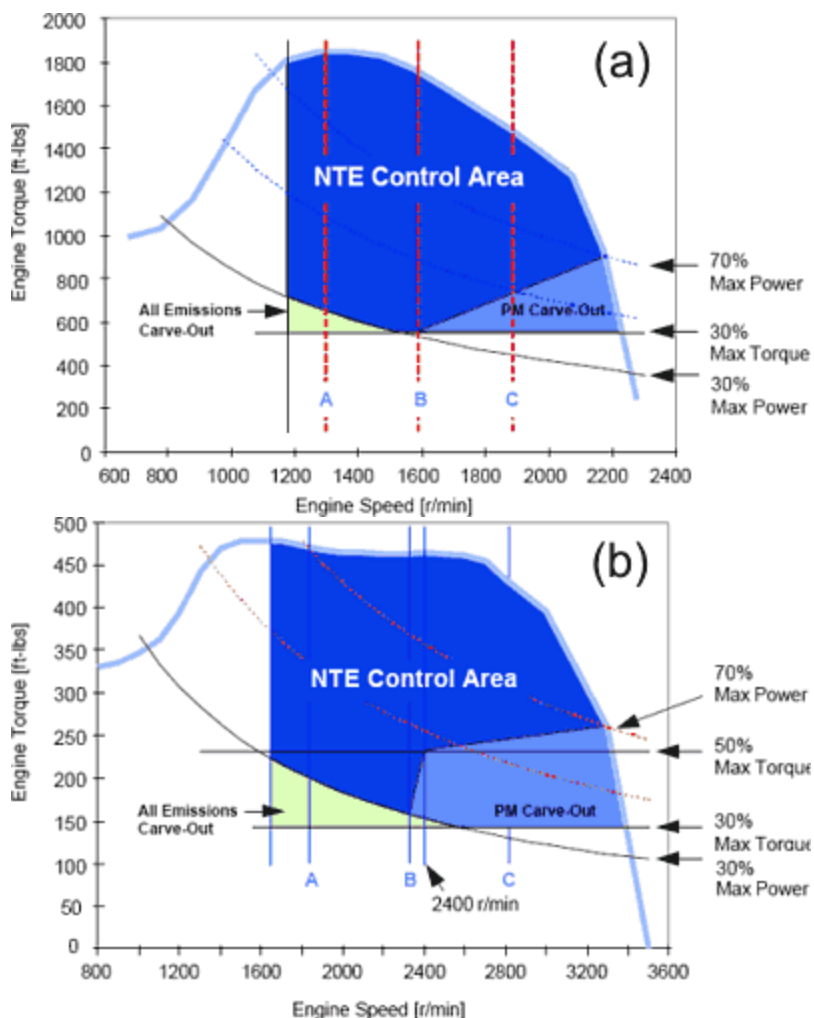 2000
1800
1600
1400
1200
1000
800
600
400
200
0
Engine Torque [ft-lbs]
(a)
NTE Control Area
All Emissions
Carve-Out
PM Carve-Out
70%
Max Power
30%
Max Torque
30%
Max Power
A
B
C
600
800
1000
1200
1400
1600
1800
2000
2200
2400
Engine Speed [r/min]
500
450
400
350
300
250
200
150
100
50
0
Engine Torque [ft-lbs]
(b)
NTE Control Area
All Emissions
Carve-Out
PM Carve-Out
70%
Max Power
50%
Max Torque
30%
Max Torque
30%
Max Power
A
B
C
2400 r/min
800
1200
1600
2000
2400
2800
3200
3600
Engine Speed [r/min]